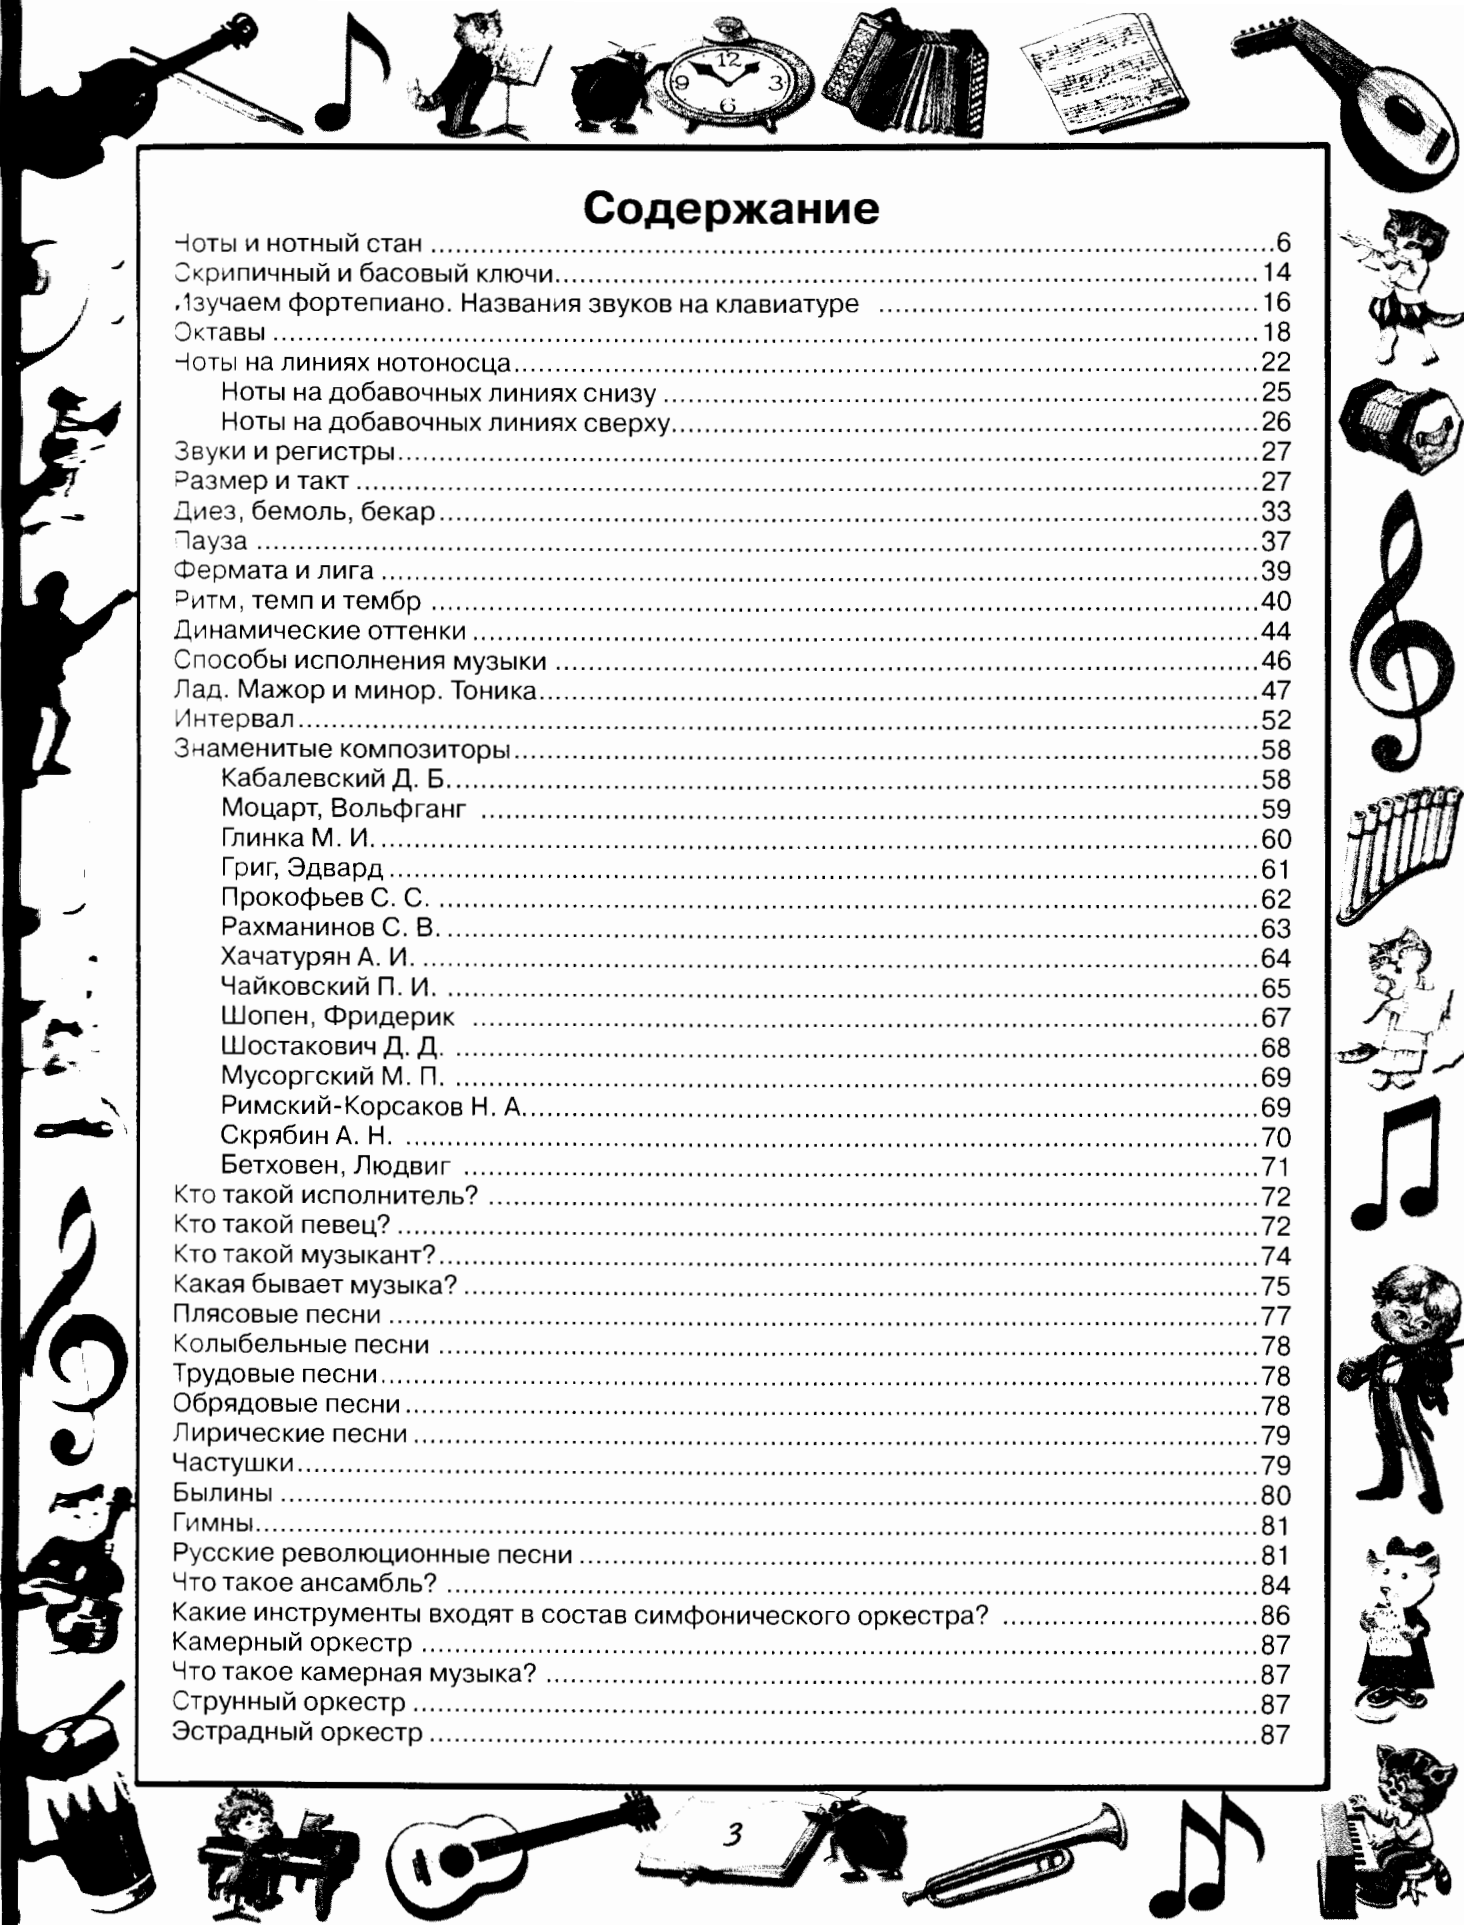 12
9 3
6
Содержание
Ноты и нотный стан ........ 6
Скрипичный и басовый ключи ........ 14
Изучаем фортепиано. Названия звуков на клавиатуре ........ 16
Октавы ........ 18
Ноты на линиях нотоносца ........ 22
Ноты на добавочных линиях снизу ........ 25
Ноты на добавочных линиях сверху ........ 26
Звуки и регистры ........ 27
Размер и такт ........ 27
Диез, бемоль, бекар ........ 33
Пауза ........ 37
Фермата и лига ........ 39
Ритм, темп и тембр ........ 40
Динамические оттенки ........ 44
Способы исполнения музыки ........ 46
Лад. Мажор и минор. Тоника ........ 47
Интервал ........ 52
Знаменитые композиторы ........ 58
Кабалевский Д. Б. ........ 58
Моцарт, Вольфганг ........ 59
Глинка М. И. ........ 60
Григ, Эдвард ........ 61
Прокофьев С. С. ........ 62
Рахманинов С. В. ........ 63
Хачатурян А. И. ........ 64
Чайковский П. И. ........ 65
Шопен, Фридерик ........ 67
Шостакович Д. Д. ........ 68
Мусоргский М. П. ........ 69
Римский-Корсаков Н. А. ........ 69
Скрябин А. Н. ........ 70
Бетховен, Людвиг ........ 71
Кто такой исполнитель? ........ 72
Кто такой певец? ........ 72
Кто такой музыкант? ........ 74
Какая бывает музыка? ........ 75
Плясовые песни ........ 77
Колыбельные песни ........ 78
Трудовые песни ........ 78
Обрядовые песни ........ 78
Лирические песни ........ 79
Частушки ........ 79
Былины ........ 80
Гимны ........ 81
Русские революционные песни ........ 81
Что такое ансамбль? ........ 84
Какие инструменты входят в состав симфонического оркестра? ........ 86
Камерный оркестр ........ 87
Что такое камерная музыка? ........ 87
Струнный оркестр ........ 87
Эстрадный оркестр ........ 87
3